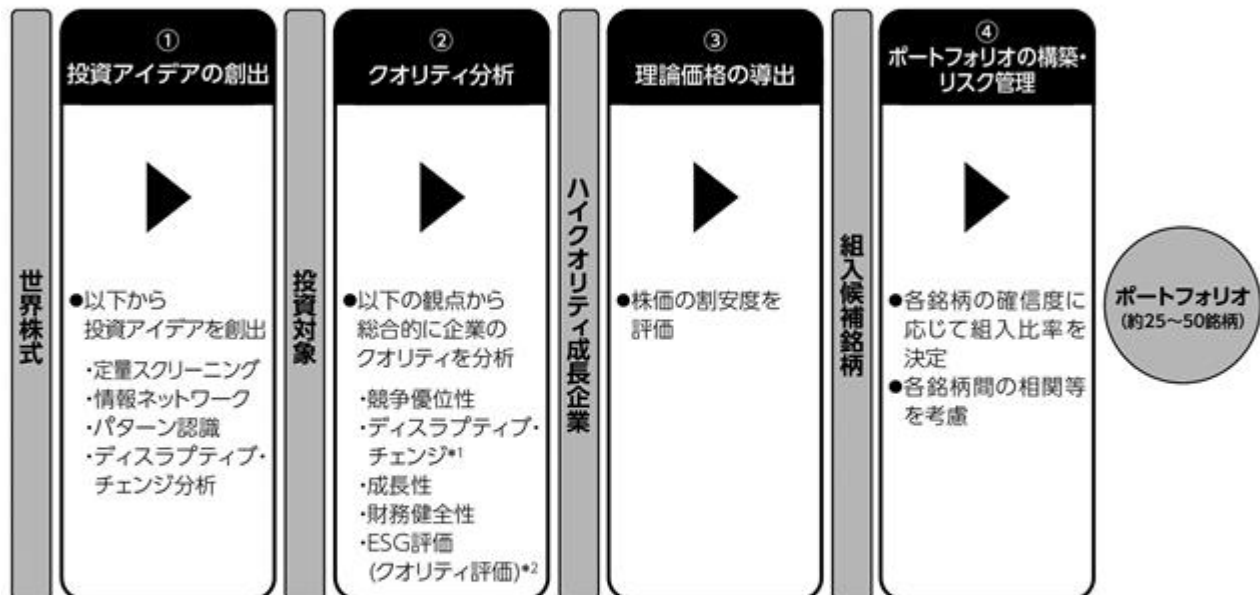 世界株式
①
投資アイデアの創出
●以下から
投資アイデアを創出
・定量スクリーニング
・情報ネットワーク
・パターン認識
・ディスラプティブ・
チェンジ分析
投資対象
②
クオリティ分析
●以下の観点から
総合的に企業の
クオリティを分析
・競争優位性
・ディスラプティブ・
チェンジ*1
・成長性
・財務健全性
・ESG評価
(クオリティ評価)*2
ハイクオリティ成長企業
③
理論価格の導出
●株価の割安度を
評価
組入候補銘柄
④
ポートフォリオの構築・
リスク管理
●各銘柄の確信度に
応じて組入比率を
決定
●各銘柄間の相関等
を考慮
ポートフォリオ
(約25～50銘柄)